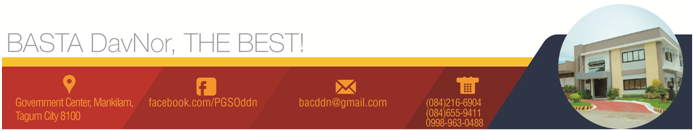 BASTA DavNor, THE BEST!
Government Center, Mankilam,
Tagum City 8100
facebook.com/PGSOddn
bacddn@gmail.com
(084)216-6904
(084)655-9411
0998-963-0488